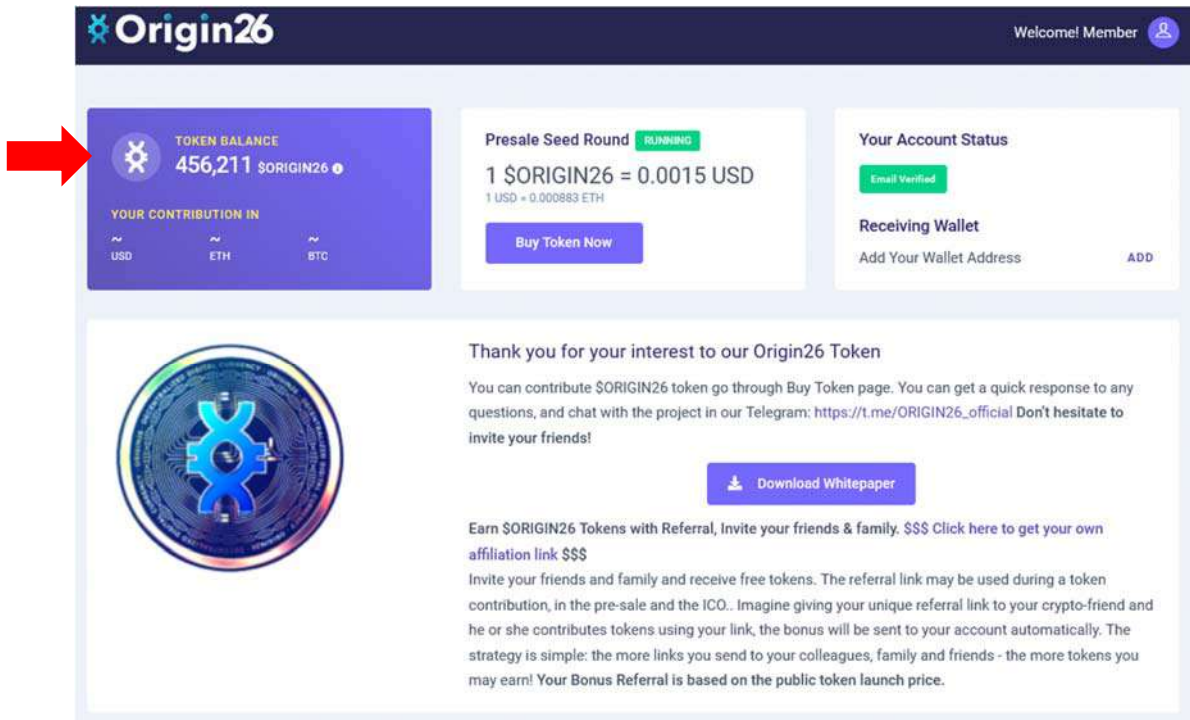 Origin26
Welcome! Member
TOKEN BALANCE
456,211 $ORIGIN26
YOUR CONTRIBUTION IN
~ ~ ~
USD ETH BTC
Presale Seed Round RUNNING
1 $ORIGIN26 = 0.0015 USD
1 USD = 0.000883 ETH
Buy Token Now
Your Account Status
Email Verified
Receiving Wallet
Add Your Wallet Address ADD
Thank you for your interest to our Origin26 Token
You can contribute $ORIGIN26 token go through Buy Token page. You can get a quick response to any
questions, and chat with the project in our Telegram: https://t.me/ORIGIN26_official Don't hesitate to
invite your friends!
Download Whitepaper
Earn $ORIGIN26 Tokens with Referral, Invite your friends & family. $$$ Click here to get your own
affiliation link $$$
Invite your friends and family and receive free tokens. The referral link may be used during a token
contribution, in the pre-sale and the ICO.. Imagine giving your unique referral link to your crypto-friend and
he or she contributes tokens using your link, the bonus will be sent to your account automatically. The
strategy is simple: the more links you send to your colleagues, family and friends - the more tokens you
may earn! Your Bonus Referral is based on the public token launch price.